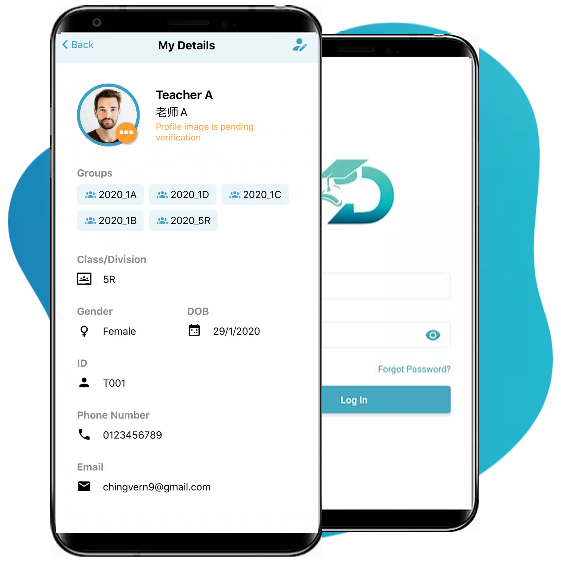 Back
My Details
Teacher A
老师 A
Profile image is pending
verification
Groups
2020_1A
2020_1D
2020_1C
2020_1B
2020_5R
Class/Division
5R
Gender
DOB
Female
29/1/2020
ID
T001
Phone Number
0123456789
Email
chingvern9@gmail.com
D
Forgot Password?
Log In